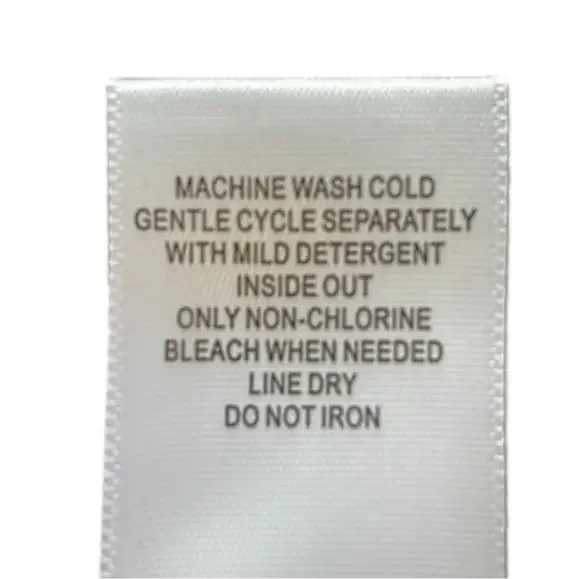 MACHINE WASH COLD
GENTLE CYCLE SEPARATELY
WITH MILD DETERGENT
INSIDE OUT
ONLY NON-CHLORINE
BLEACH WHEN NEEDED
LINE DRY
DO NOT IRON